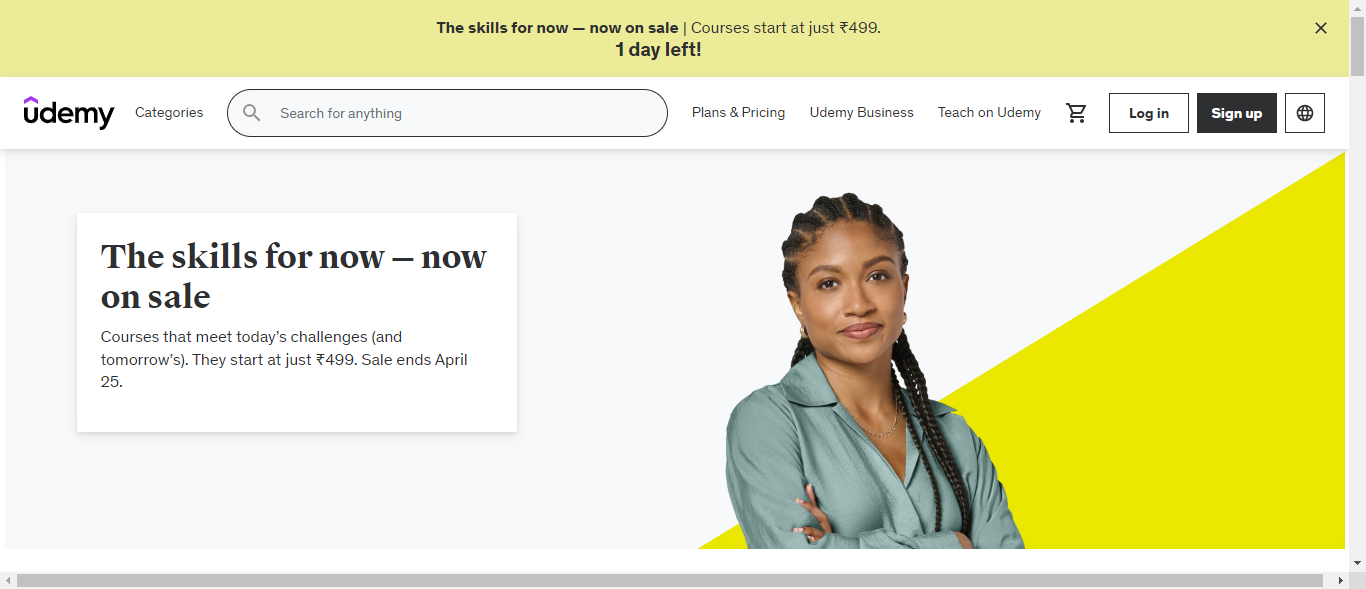 The skills for now — now on sale | Courses start at just ₹499.
1 day left!
udemy
Categories
Search for anything
Plans & Pricing
Udemy Business
Teach on Udemy
Log in
Sign up
The skills for now — now
on sale
Courses that meet today’s challenges (and
tomorrow’s). They start at just ₹499. Sale ends April
25.